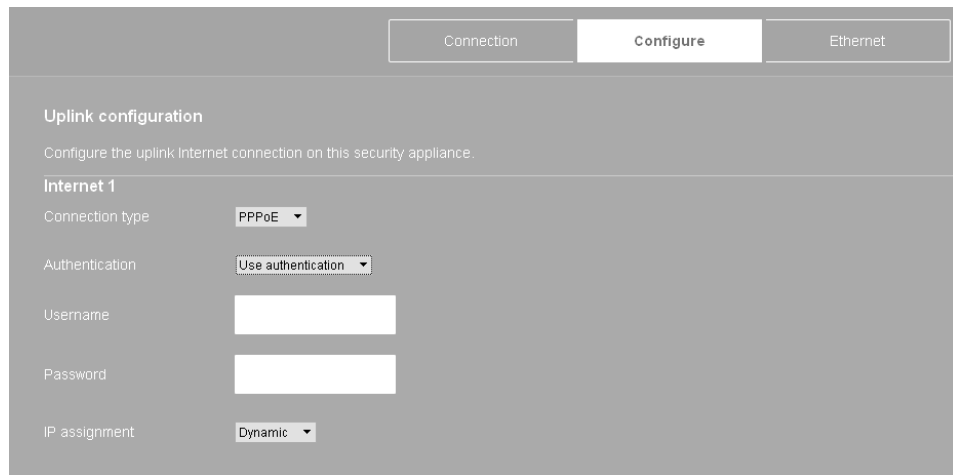 Connection Configure Ethernet
Uplink configuration
Configure the uplink Internet connection on this security appliance.
Internet 1
Connection type PPPoE
Authentication Use authentication
Username
Password
IP assignment Dynamic